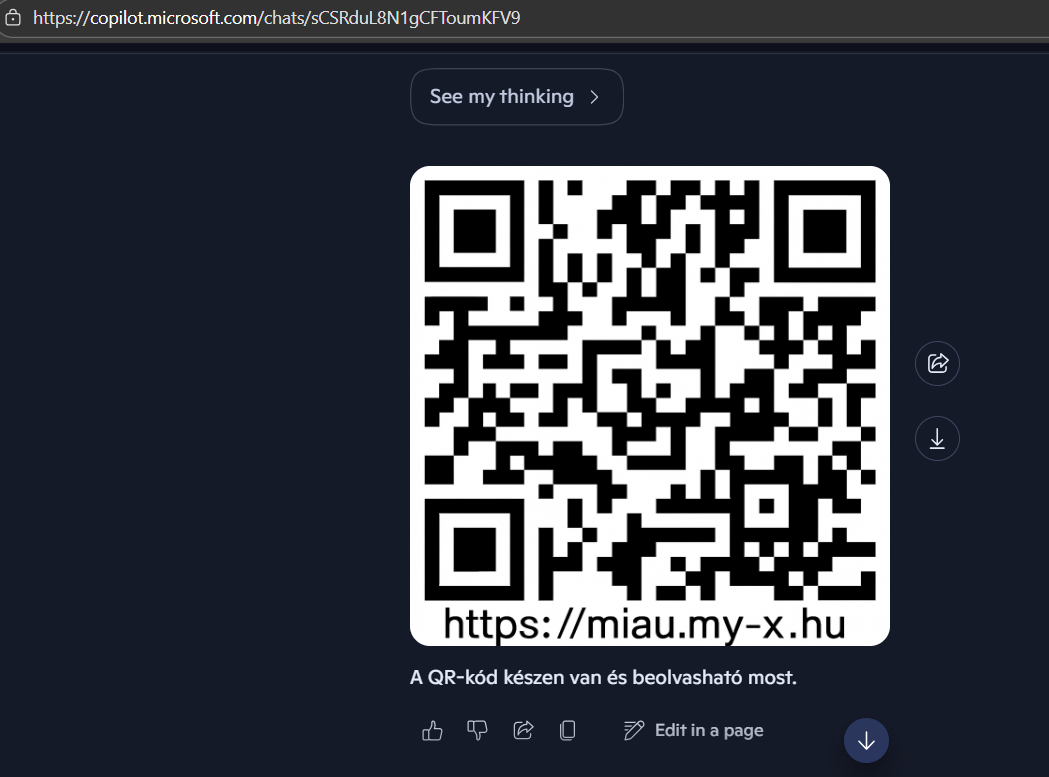 https://copilot.microsoft.com/chats/sCSRduL8N1gCFToumKFV9
See my thinking
https://miau.my-x.hu
A QR-kód készen van és beolvasható most.
Edit in a page